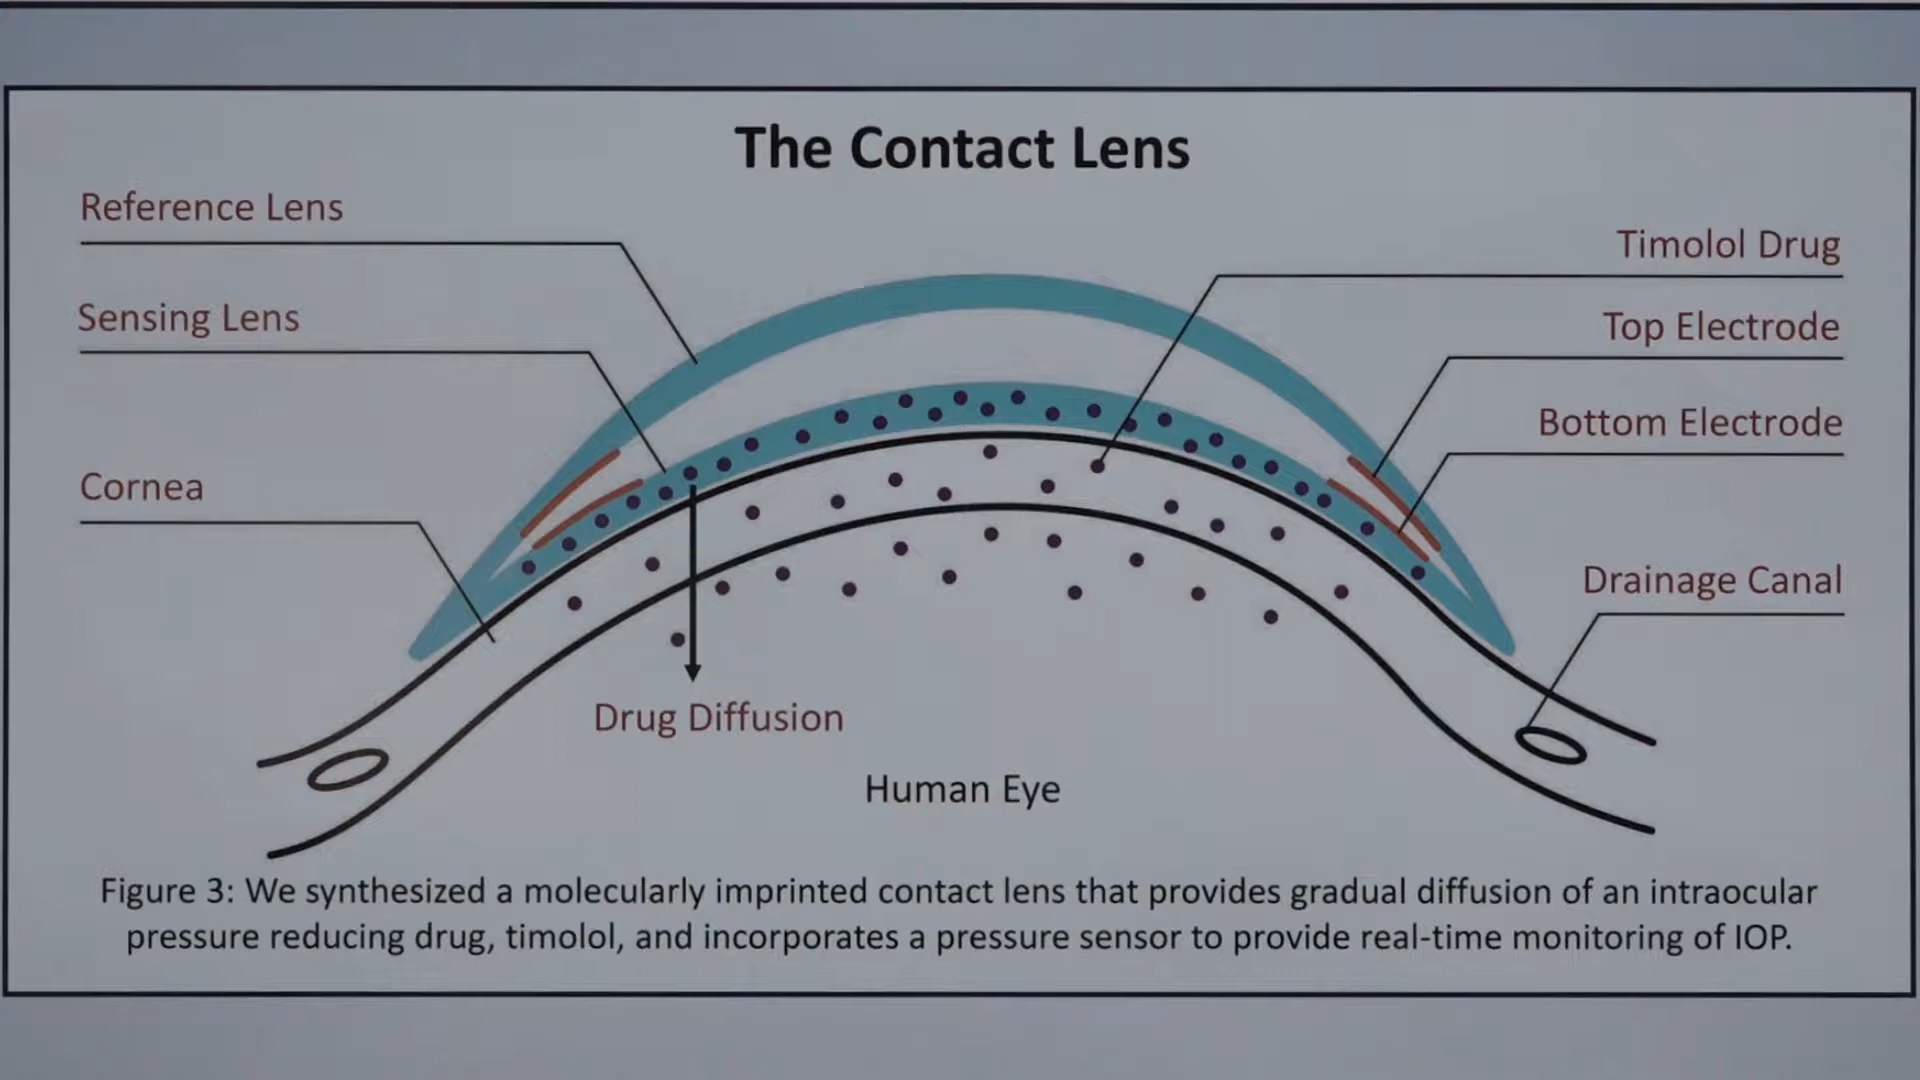 The Contact Lens
Reference Lens
Sensing Lens
Cornea
Timolol Drug
Top Electrode
Bottom Electrode
Drainage Canal
Drug Diffusion
Human Eye
Figure 3: We synthesized a molecularly imprinted contact lens that provides gradual diffusion of an intraocular
pressure reducing drug, timolol, and incorporates a pressure sensor to provide real-time monitoring of IOP.